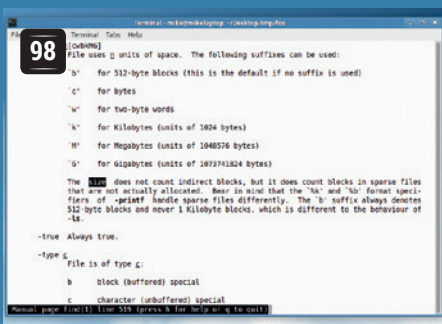 Terminal - mike@mikelaptop: ~/Desktop/tmp/foo
Terminal Tabs Help
98
[cwbkMG]
File uses n units of space. The following suffixes can be used:
`b' for 512-byte blocks (this is the default if no suffix is used)
`c' for bytes
`w' for two-byte words
`k' for Kilobytes (units of 1024 bytes)
`M' for Megabytes (units of 1048576 bytes)
`G' for Gigabytes (units of 1073741824 bytes)
The size does not count indirect blocks, but it does count blocks in sparse files
that are not actually allocated. Bear in mind that the `%k' and `%b' format speci-
fiers of -printf handle sparse files differently. The `b' suffix always denotes
512-byte blocks and never 1 Kilobyte blocks, which is different to the behaviour of
-ls.
-true Always true.
-type c
File is of type c:
b block (buffered) special
c character (unbuffered) special
Manual page find(1) line 519 (press h for help or q to quit)